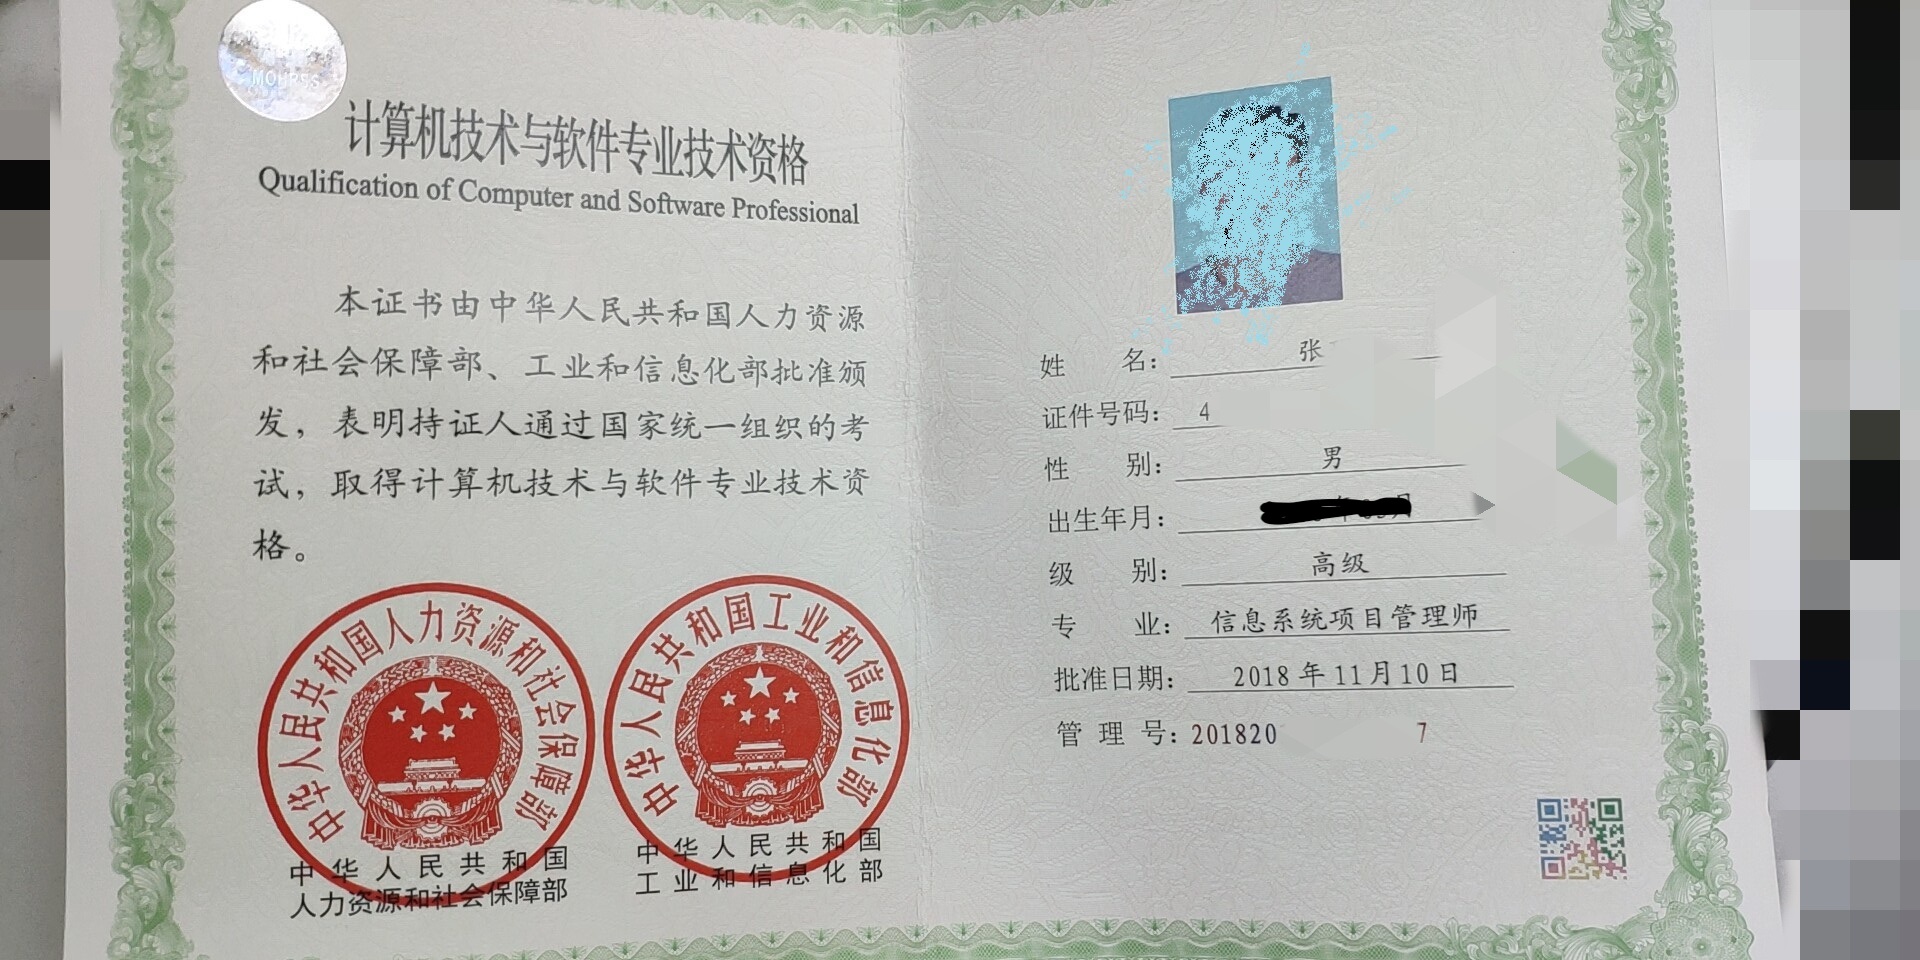 MOHRSS
计算机技术与软件专业技术资格
Qualification of Computer and Software Professional
本证书由中华人民共和国人力资源
和社会保障部、工业和信息化部批准颁
发，表明持证人通过国家统一组织的考
试，取得计算机技术与软件专业技术资
格。
中华人民共和国人力资源和社会保障部
中华人民共和国工业和信息化部
中华人民共和国
人力资源和社会保障部
中华人民共和国
工业和信息化部
姓 名： 张
证件号码： 4
性 别： 男
出生年月： 月
级 别： 高级
专 业： 信息系统项目管理师
批准日期： 2018年11月10日
管 理 号： 201820 7